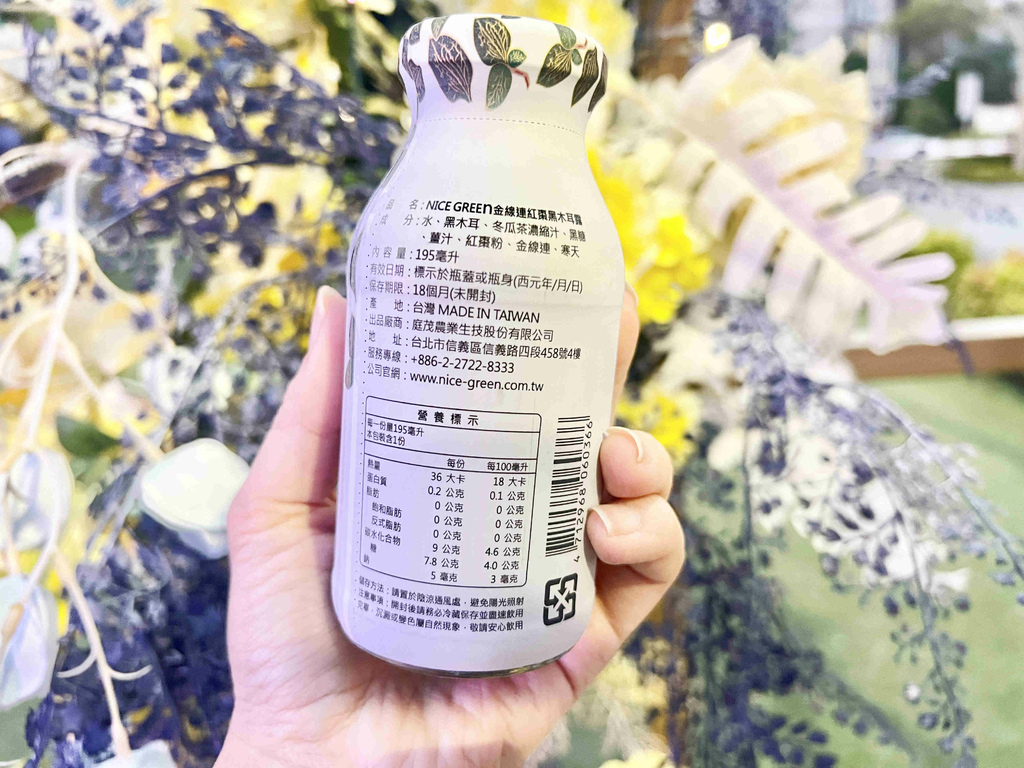 品 名：NICE GREEn金線連紅棗黑木耳露
成 分：水、黑木耳、冬瓜茶濃縮汁、黑糖
、薑汁、紅棗粉、金線連、寒天
內 容 量：195毫升
有效日期：標示於瓶蓋或瓶身(西元年/月/日)
保存期限：18個月(未開封)
產 地：台灣 MADE IN TAIWAN
出品廠商：庭茂農業生技股份有限公司
地 址：台北市信義區信義路四段458號4樓
服務專線：+886-2-2722-8333
公司官網：www.nice-green.com.tw
營 養 標 示
每一份量195毫升
本包裝含1份
每份 每100毫升
熱量 36 大卡 18 大卡
蛋白質 0.2 公克 0.1 公克
脂肪 0 公克 0 公克
飽和脂肪 0 公克 0 公克
反式脂肪 0 公克 0 公克
碳水化合物 9 公克 4.6 公克
糖 7.8 公克 4.0 公克
鈉 5 毫克 3 毫克
儲存方法：請置於陰涼通風處，避免陽光照射
注意事項：開封後請務必冷藏保存並盡速飲用
完畢，沉澱或變色屬自然現象，敬請安心飲用
4 712968 060366